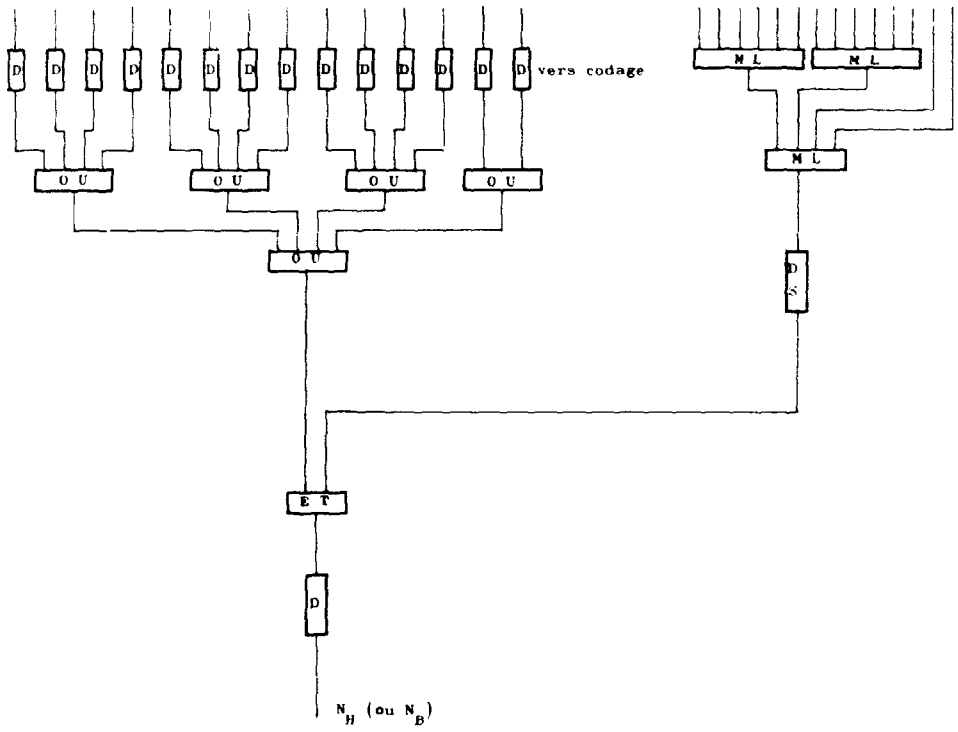 M L M L
D D D D D D D D D D D D D D vers codage
M L
O U O U O U O U
O U
D S
E T
D
N_H (ou N_B)